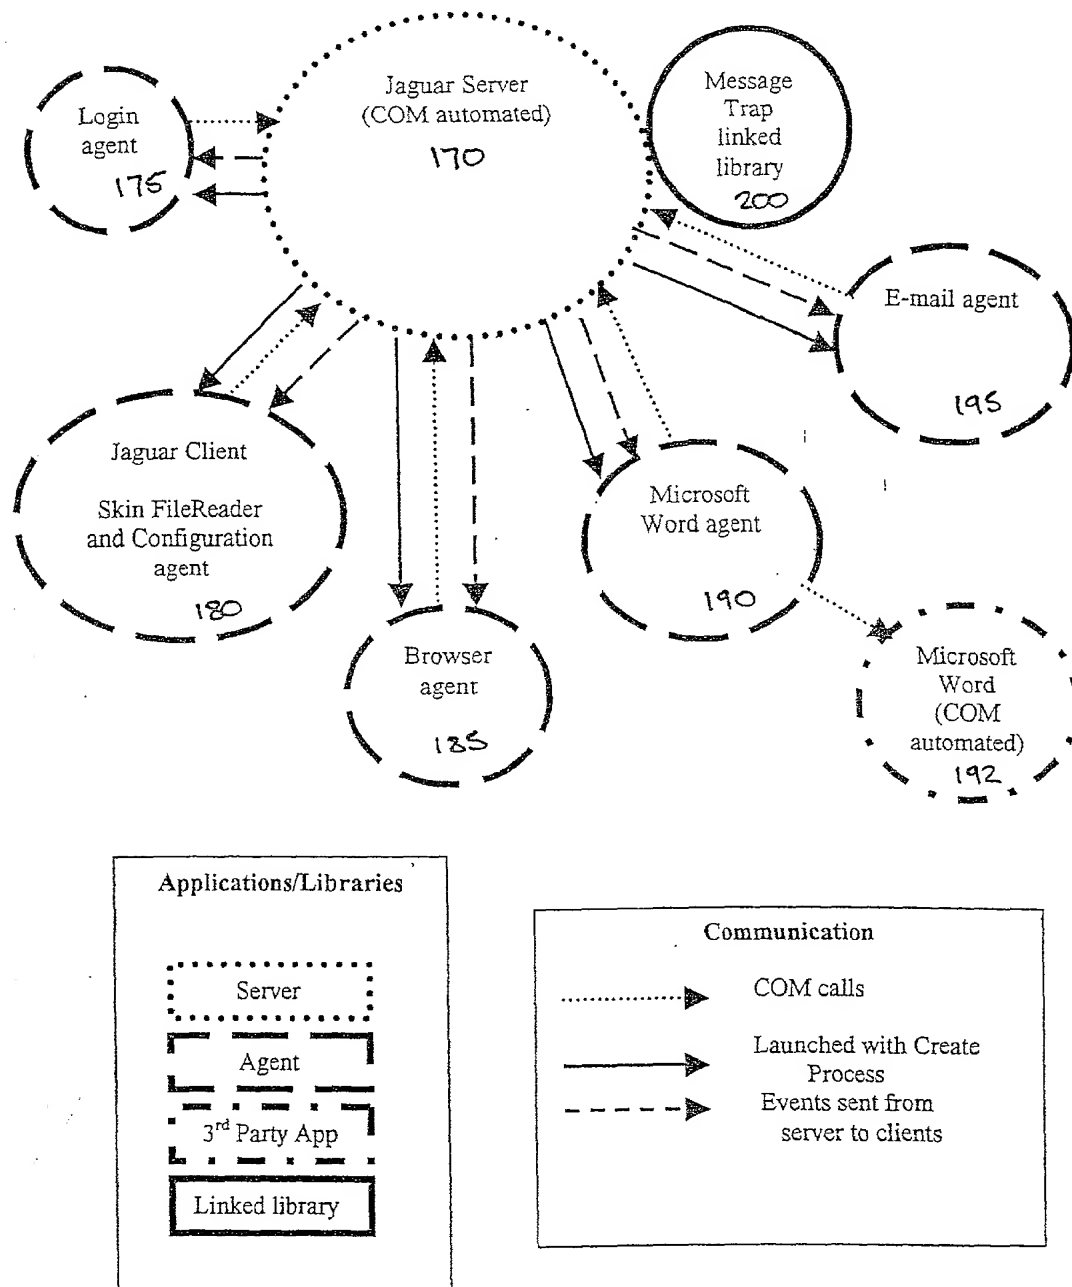 Jaguar Server
(COM automated)
170
Message
Trap
linked
library
200
Login
agent
175
E-mail agent
195
Jaguar Client
Skin FileReader
and Configuration
agent
180
Microsoft
Word agent
190
Browser
agent
185
Microsoft
Word
(COM
automated)
192
Applications/Libraries
Server
Agent
3rd Party App
Linked library
Communication
COM calls
Launched with Create
Process
Events sent from
server to clients